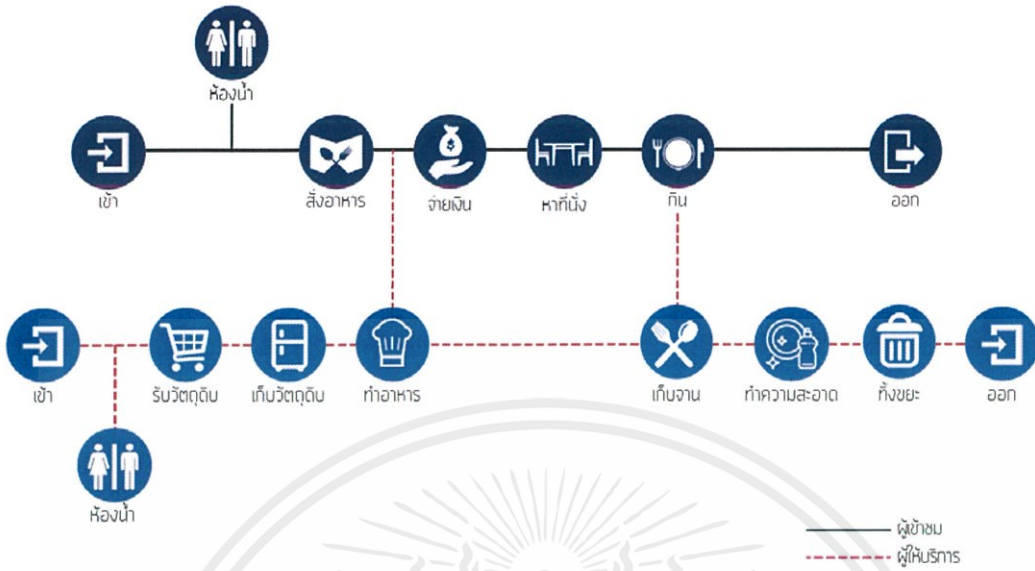 ห้องน้ำ
เข้า
สั่งอาหาร
จ่ายเงิน
หาที่นั่ง
กิน
ออก
เข้า
รับวัตถุดิบ
เก็บวัตถุดิบ
ทำอาหาร
เก็บจาน
ทำความสะอาด
ทิ้งขยะ
ออก
ห้องน้ำ
ผู้เข้าชม
ผู้ให้บริการ